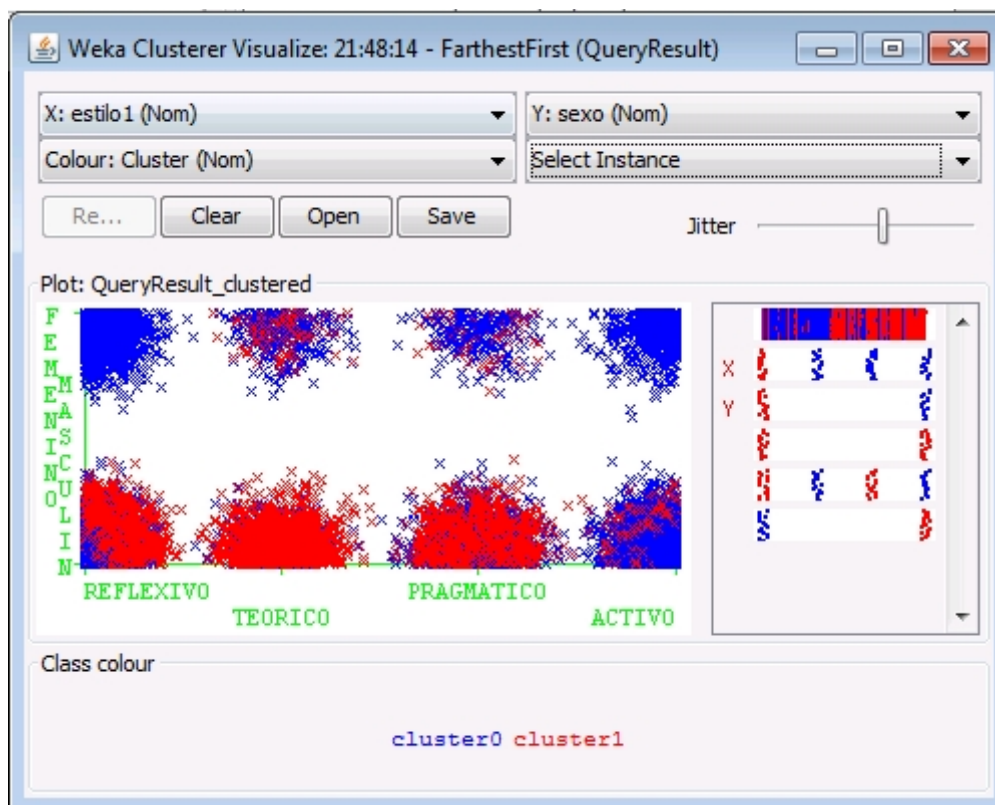 Weka Clusterer Visualize: 21:48:14 - FarthestFirst (QueryResult)
X: estilo1 (Nom) Y: sexo (Nom)
Colour: Cluster (Nom) Select Instance
Re... Clear Open Save Jitter
Plot: QueryResult_clustered
FEMENINO
MASCULIN
X
Y
REFLEXIVO PRAGMATICO
TEORICO ACTIVO
Class colour
cluster0 cluster1